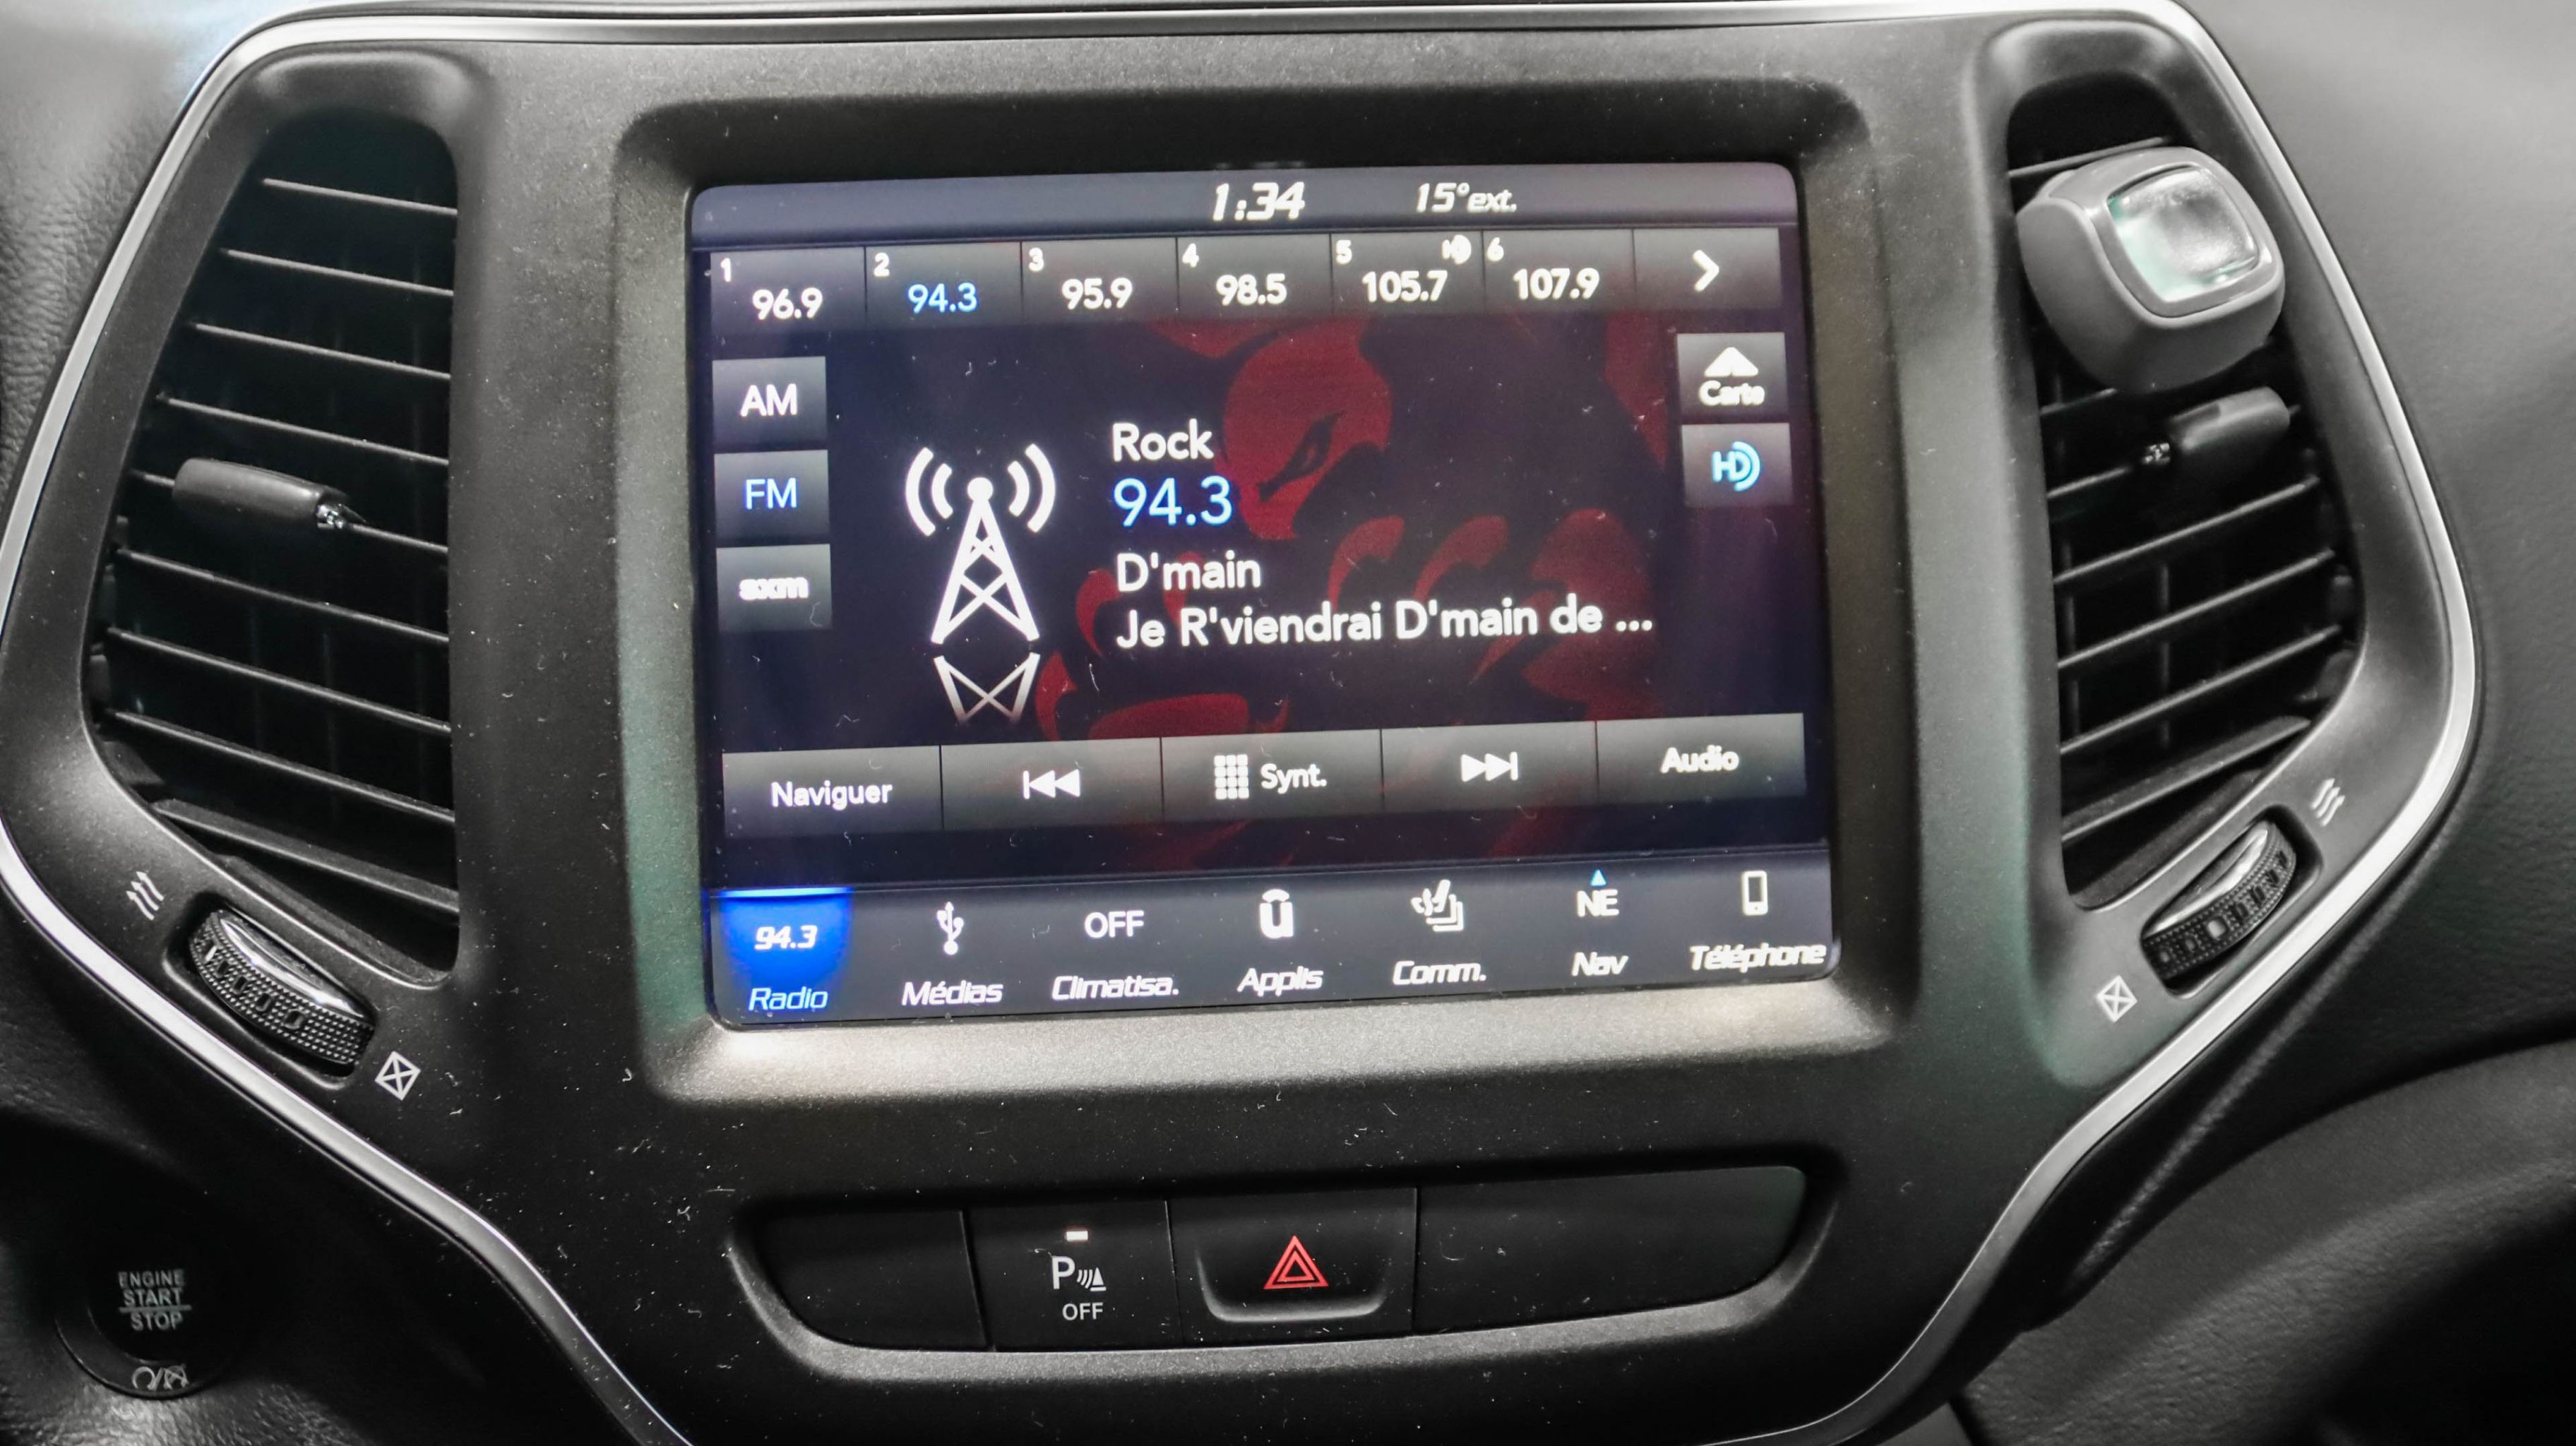 1:34 15°ext.
1 96.9 2 94.3 3 95.9 4 98.5 5 HD 105.7 6 107.9
AM
FM
sxm
Rock
94.3
D'main
Je R'viendrai D'main de ...
Carte
HD
Naviguer Synt. Audio
94.3 OFF ū NE
Radio Médias Climatisa. Applis Comm. Nav Téléphone
P
OFF
ENGINE
START
STOP